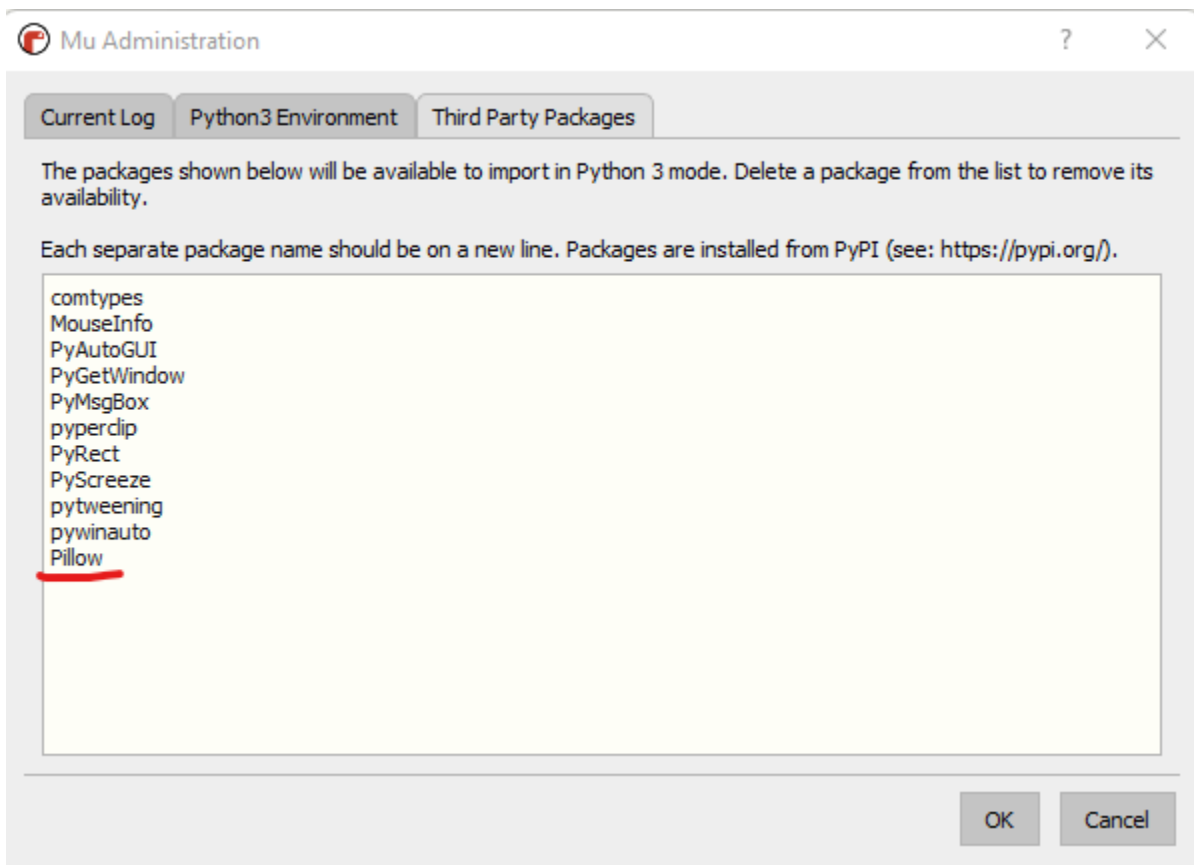 Mu Administration
Current Log
Python3 Environment
Third Party Packages
The packages shown below will be available to import in Python 3 mode. Delete a package from the list to remove its
availability.
Each separate package name should be on a new line. Packages are installed from PyPI (see: https://pypi.org/).
comtypes
MouseInfo
PyAutoGUI
PyGetWindow
PyMsgBox
pyperclip
PyRect
PyScreeze
pytweening
pywinauto
Pillow
OK
Cancel